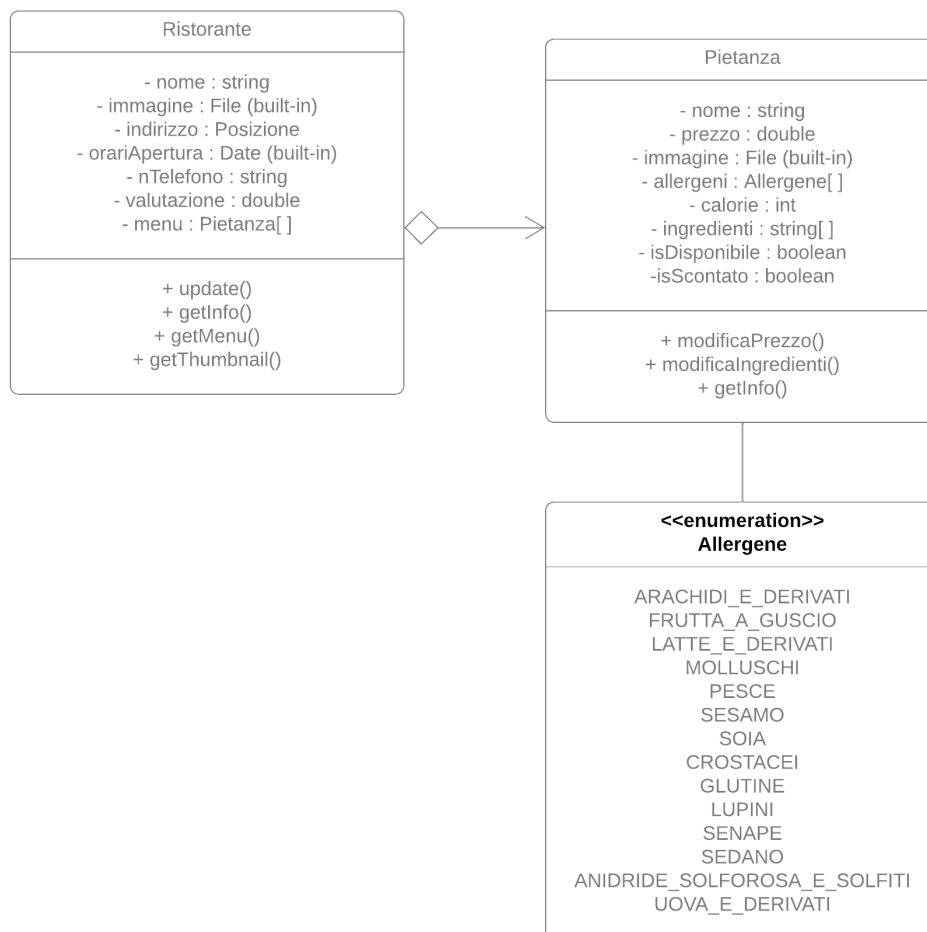 Ristorante
- nome : string
- immagine : File (built-in)
- indirizzo : Posizione
- orariApertura : Date (built-in)
- nTelefono : string
- valutazione : double
- menu : Pietanza[ ]
+ update()
+ getInfo()
+ getMenu()
+ getThumbnail()
Pietanza
- nome : string
- prezzo : double
- immagine : File (built-in)
- allergeni : Allergene[ ]
- calorie : int
- ingredienti : string[ ]
- isDisponibile : boolean
-isScontato : boolean
+ modificaPrezzo()
+ modificaIngredienti()
+ getInfo()
<<enumeration>>
Allergene
ARACHIDI_E_DERIVATI
FRUTTA_A_GUSCIO
LATTE_E_DERIVATI
MOLLUSCHI
PESCE
SESAMO
SOIA
CROSTACEI
GLUTINE
LUPINI
SENAPE
SEDANO
ANIDRIDE_SOLFOROSA_E_SOLFITI
UOVA_E_DERIVATI